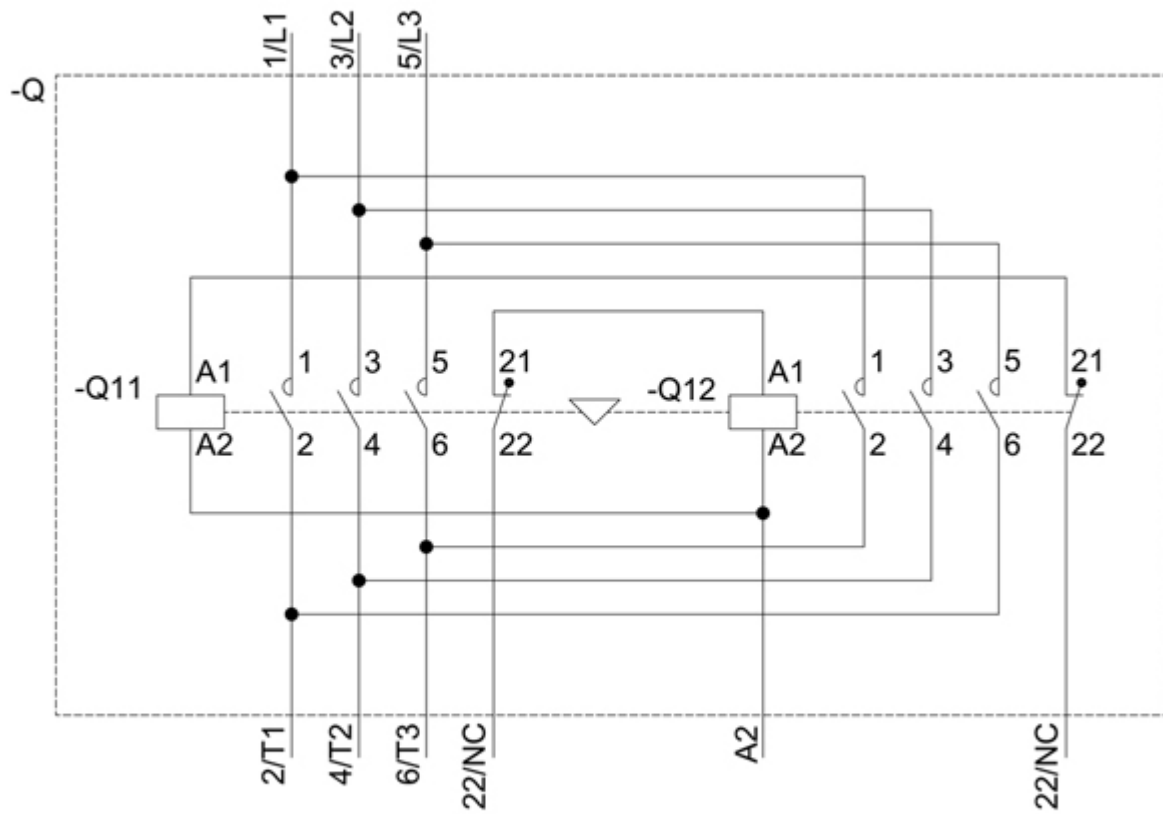 1/L1 3/L2 5/L3
-Q
-Q11 A1 1 3 5 21 -Q12 A1 1 3 5 21
A2 2 4 6 22 A2 2 4 6 22
2/T1 4/T2 6/T3 22/NC A2 22/NC